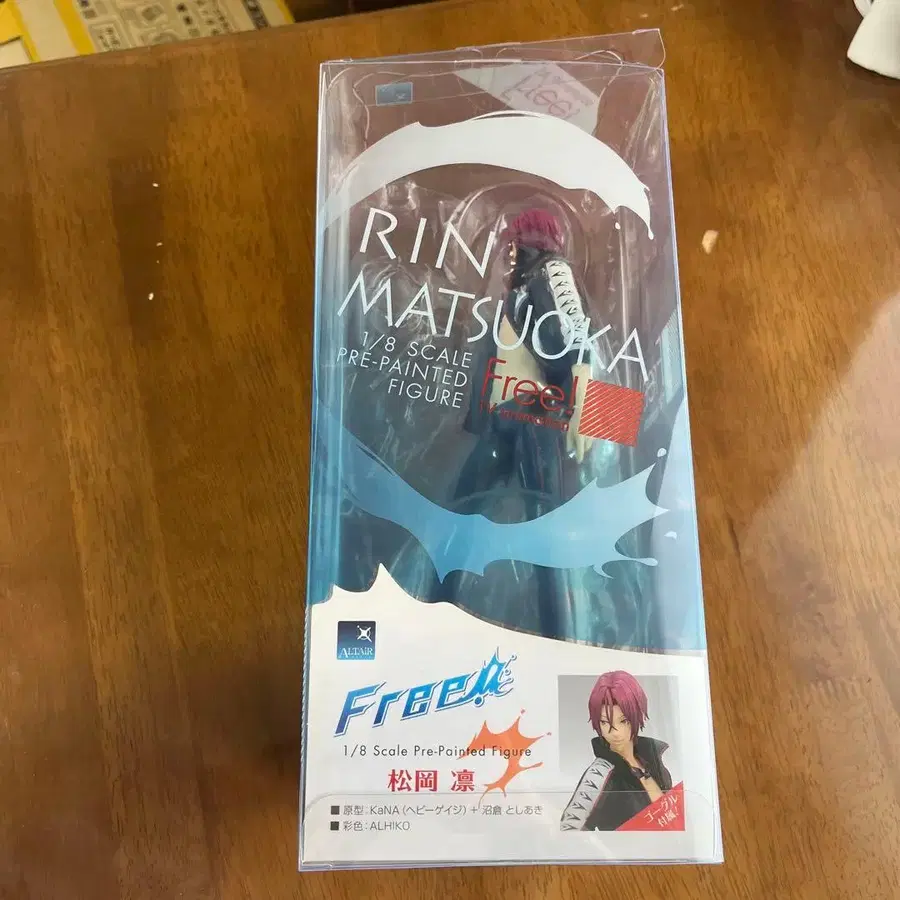 RIN
MATSUOKA
1/8 SCALE
PRE-PAINTED
FIGURE
Free!
TV Animation
ALTAiR
Free!
1/8 Scale Pre-Painted Figure
松岡 凛
■ 原型：KaNA（ヘビーゲイジ）+ 沼倉 としあき
■ 彩色：ALHIKO
ゴーグル
付属！